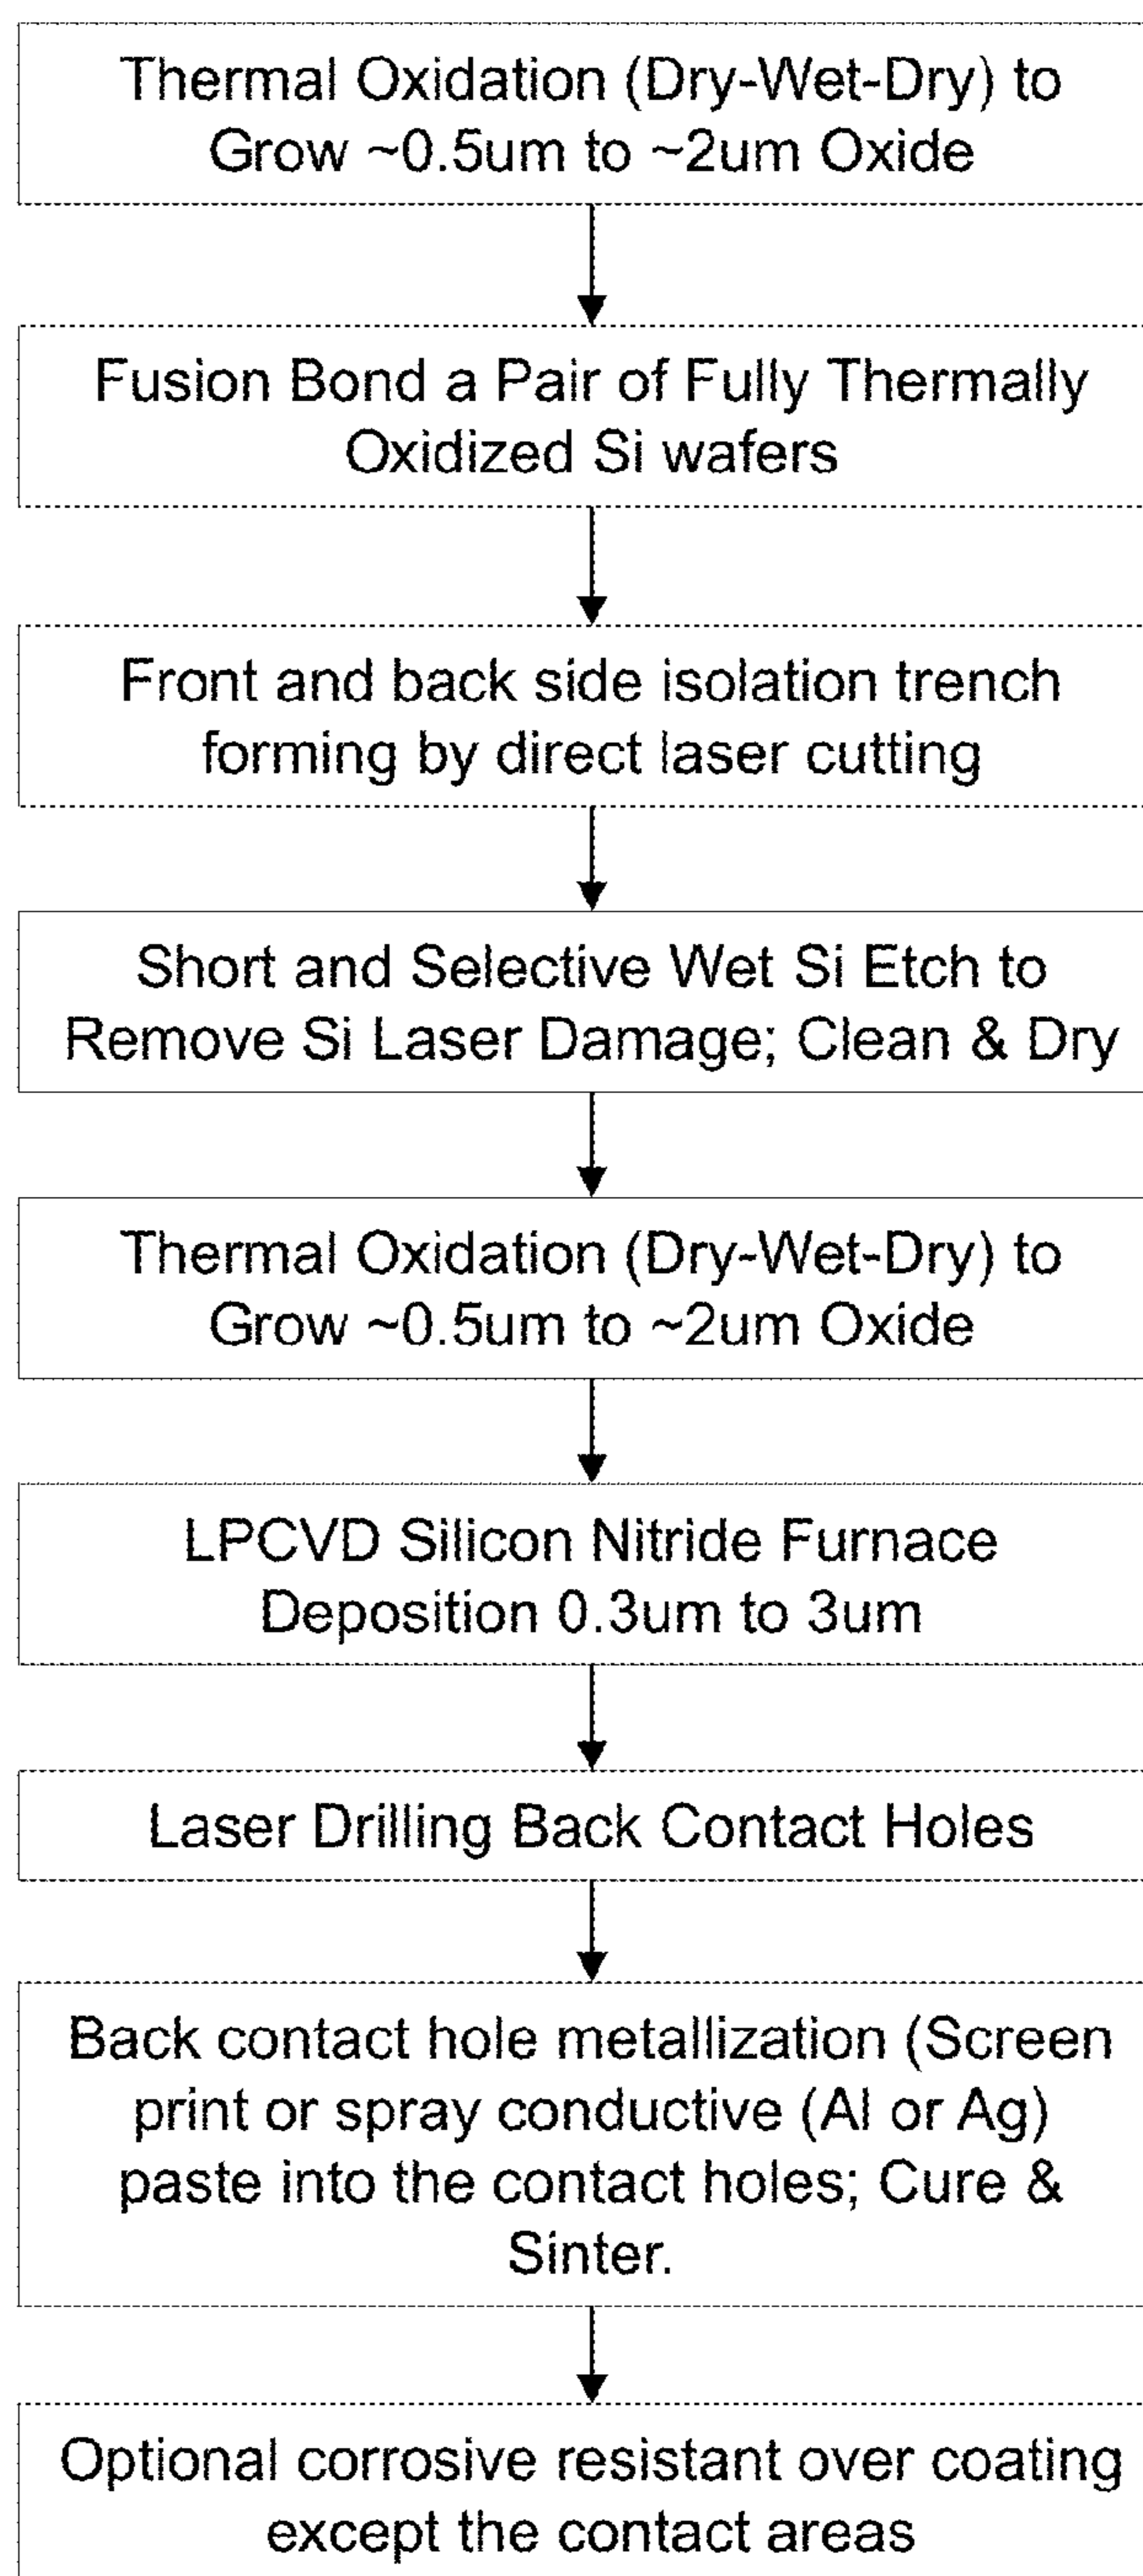 Thermal Oxidation (Dry-Wet-Dry) to
Grow ~0.5um to ~2um Oxide
Fusion Bond a Pair of Fully Thermally
Oxidized Si wafers
Front and back side isolation trench
forming by direct laser cutting
Short and Selective Wet Si Etch to
Remove Si Laser Damage; Clean & Dry
Thermal Oxidation (Dry-Wet-Dry) to
Grow ~0.5um to ~2um Oxide
LPCVD Silicon Nitride Furnace
Deposition 0.3um to 3um
Laser Drilling Back Contact Holes
Back contact hole metallization (Screen
print or spray conductive (Al or Ag)
paste into the contact holes; Cure &
Sinter.
Optional corrosive resistant over coating
except the contact areas